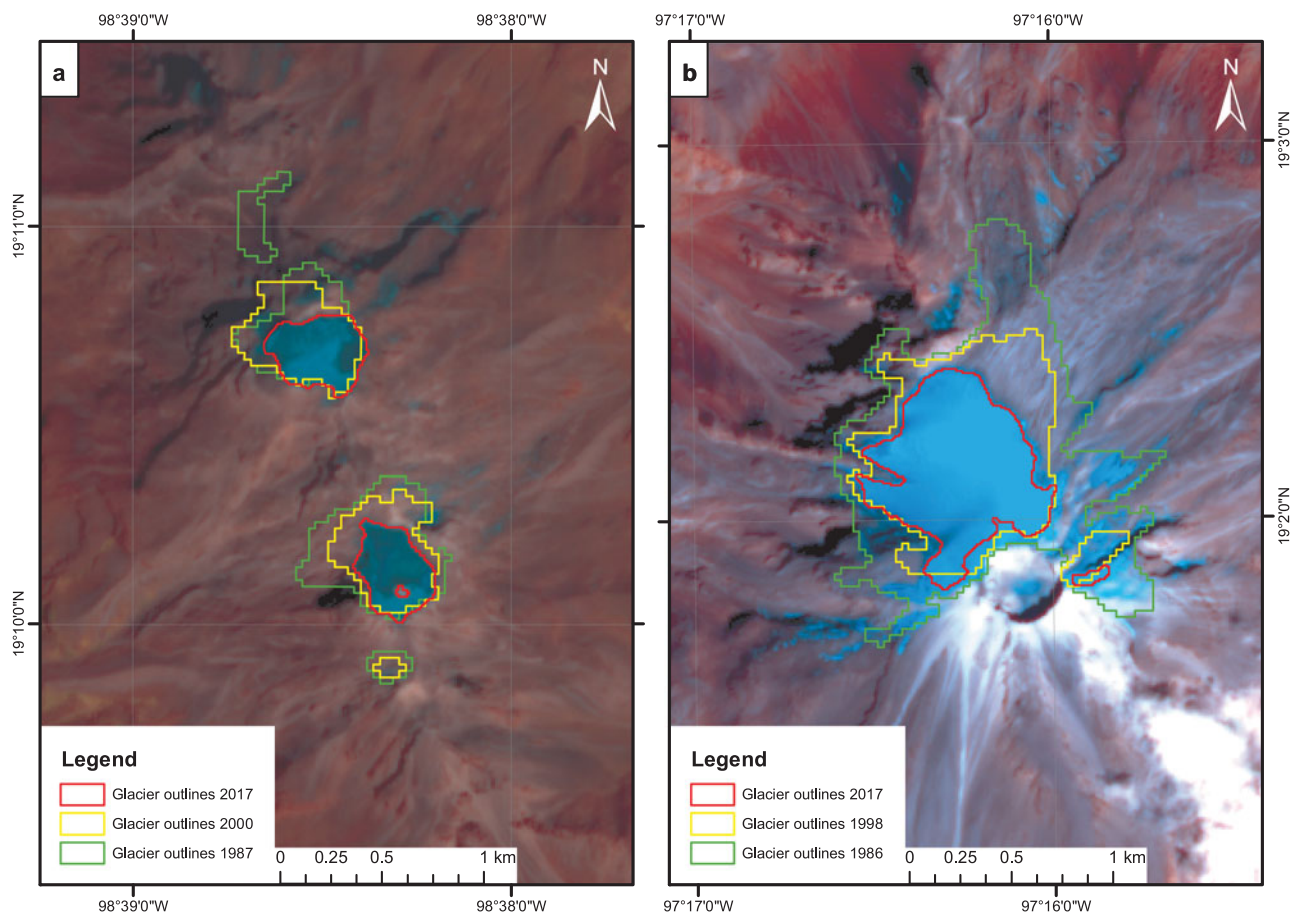 98°39'0"W
98°38'0"W
97°17'0"W
97°16'0"W
a
N
b
N
19°11'0"N
19°10'0"N
19°3'0"N
19°2'0"N
Legend
Glacier outlines 2017
Glacier outlines 2000
Glacier outlines 1987
0 0.25 0.5 1 km
Legend
Glacier outlines 2017
Glacier outlines 1998
Glacier outlines 1986
0 0.25 0.5 1 km
98°39'0"W
98°38'0"W
97°17'0"W
97°16'0"W